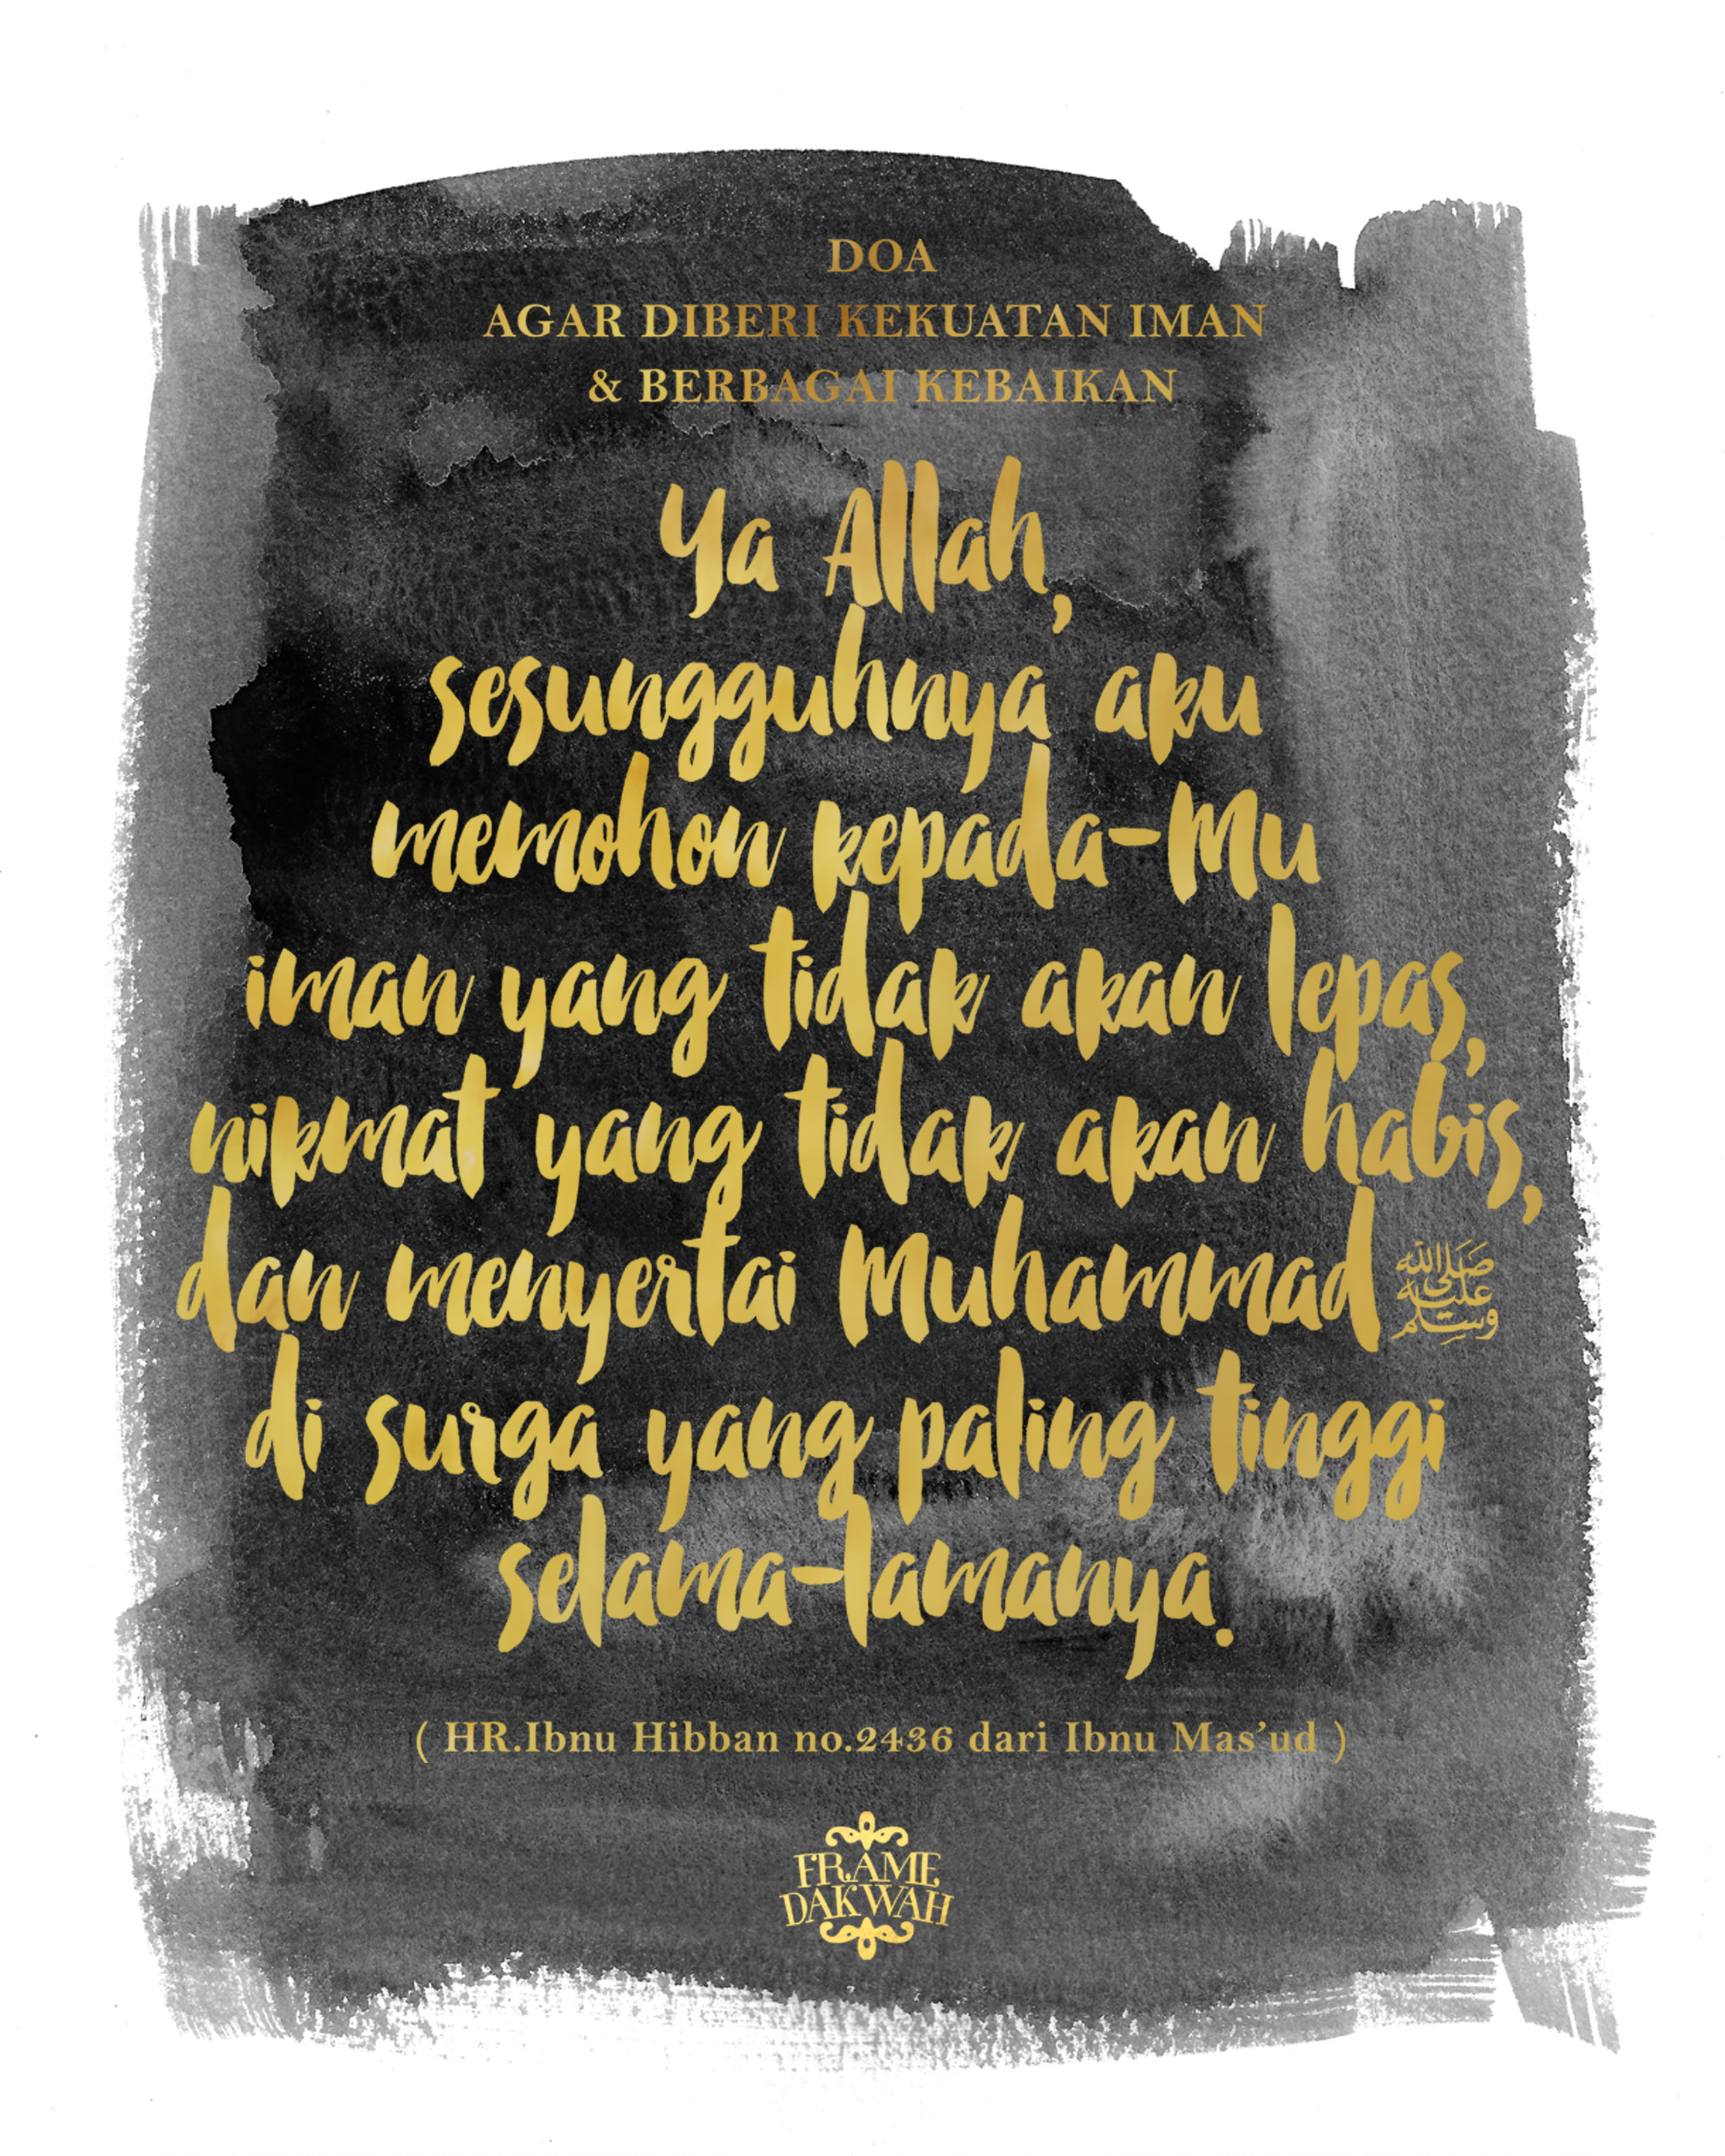 DOA
AGAR DIBERI KEKUATAN IMAN
& BERBAGAI KEBAIKAN
Ya Allah,
sesungguhnya aku
memohon kepada-Mu
iman yang tidak akan lepas,
nikmat yang tidak akan habis,
dan menyertai Muhammad صلى الله عليه وسلم
di surga yang paling tinggi
selama-lamanya.
( HR.Ibnu Hibban no.2436 dari Ibnu Mas’ud )
FRAME
DAKWAH